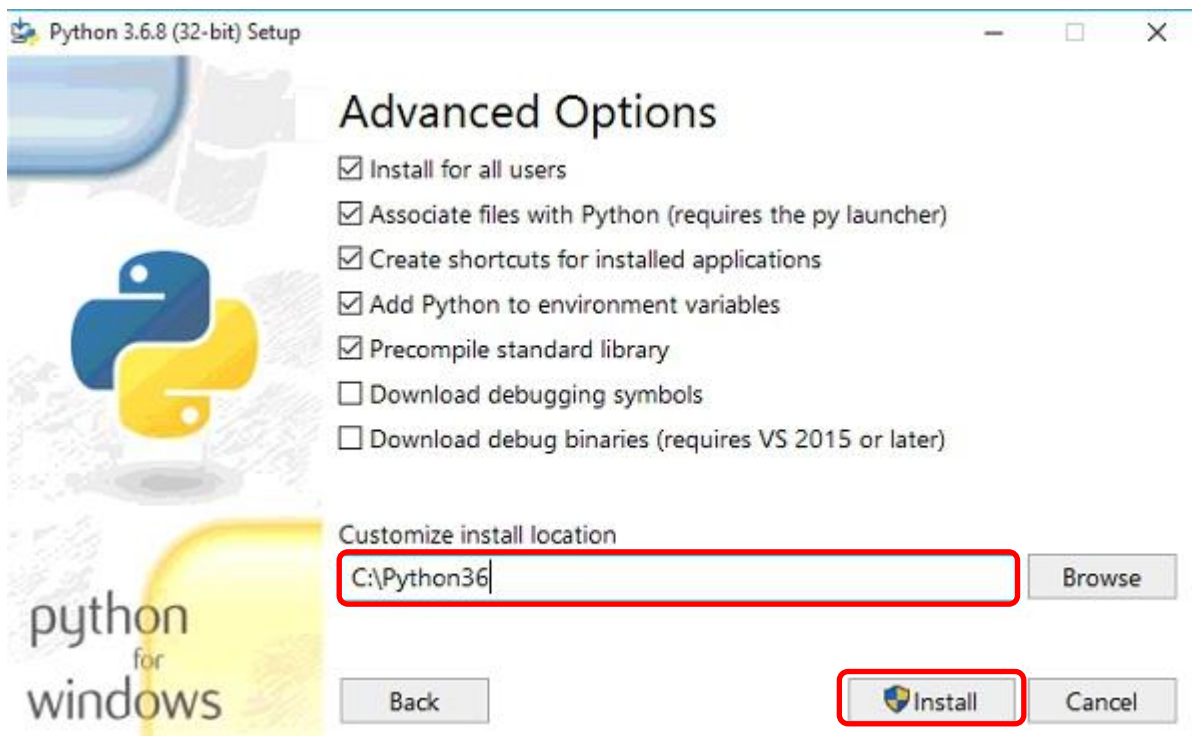 Python 3.6.8 (32-bit) Setup
Advanced Options
Install for all users
Associate files with Python (requires the py launcher)
Create shortcuts for installed applications
Add Python to environment variables
Precompile standard library
Download debugging symbols
Download debug binaries (requires VS 2015 or later)
Customize install location
C:\Python36
Browse
python
for
windows
Back
Install
Cancel